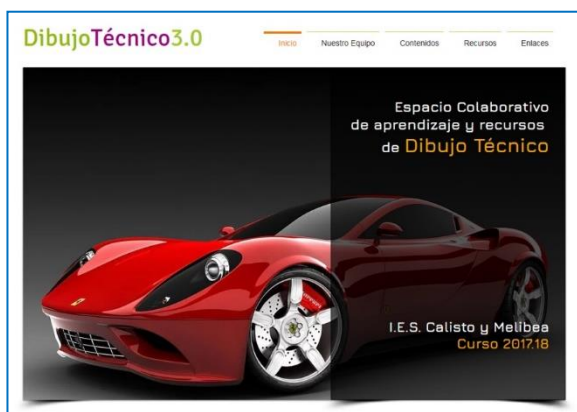 DibujoTécnico3.0
Inicio Nuestro Equipo Contenidos Recursos Enlaces
Espacio Colaborativo
de aprendizaje y recursos
de Dibujo Técnico
I.E.S. Calisto y Melibea
Curso 2017.18